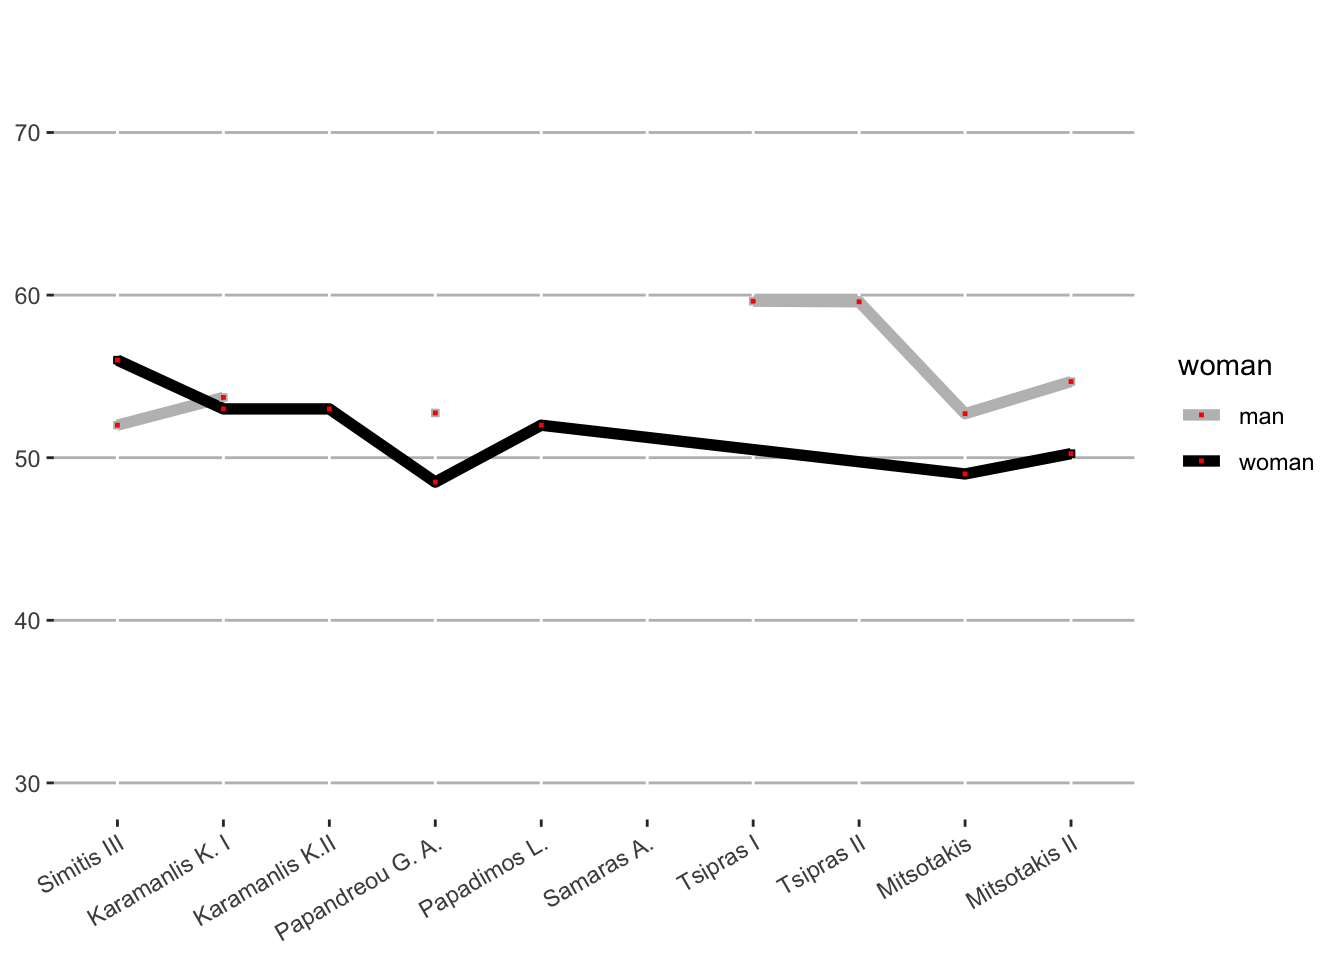 70
60
50
40
30
Simitis III
Karamanlis K. I
Karamanlis K.II
Papandreou G. A.
Papadimos L.
Samaras A.
Tsipras I
Tsipras II
Mitsotakis
Mitsotakis II
woman
man
woman